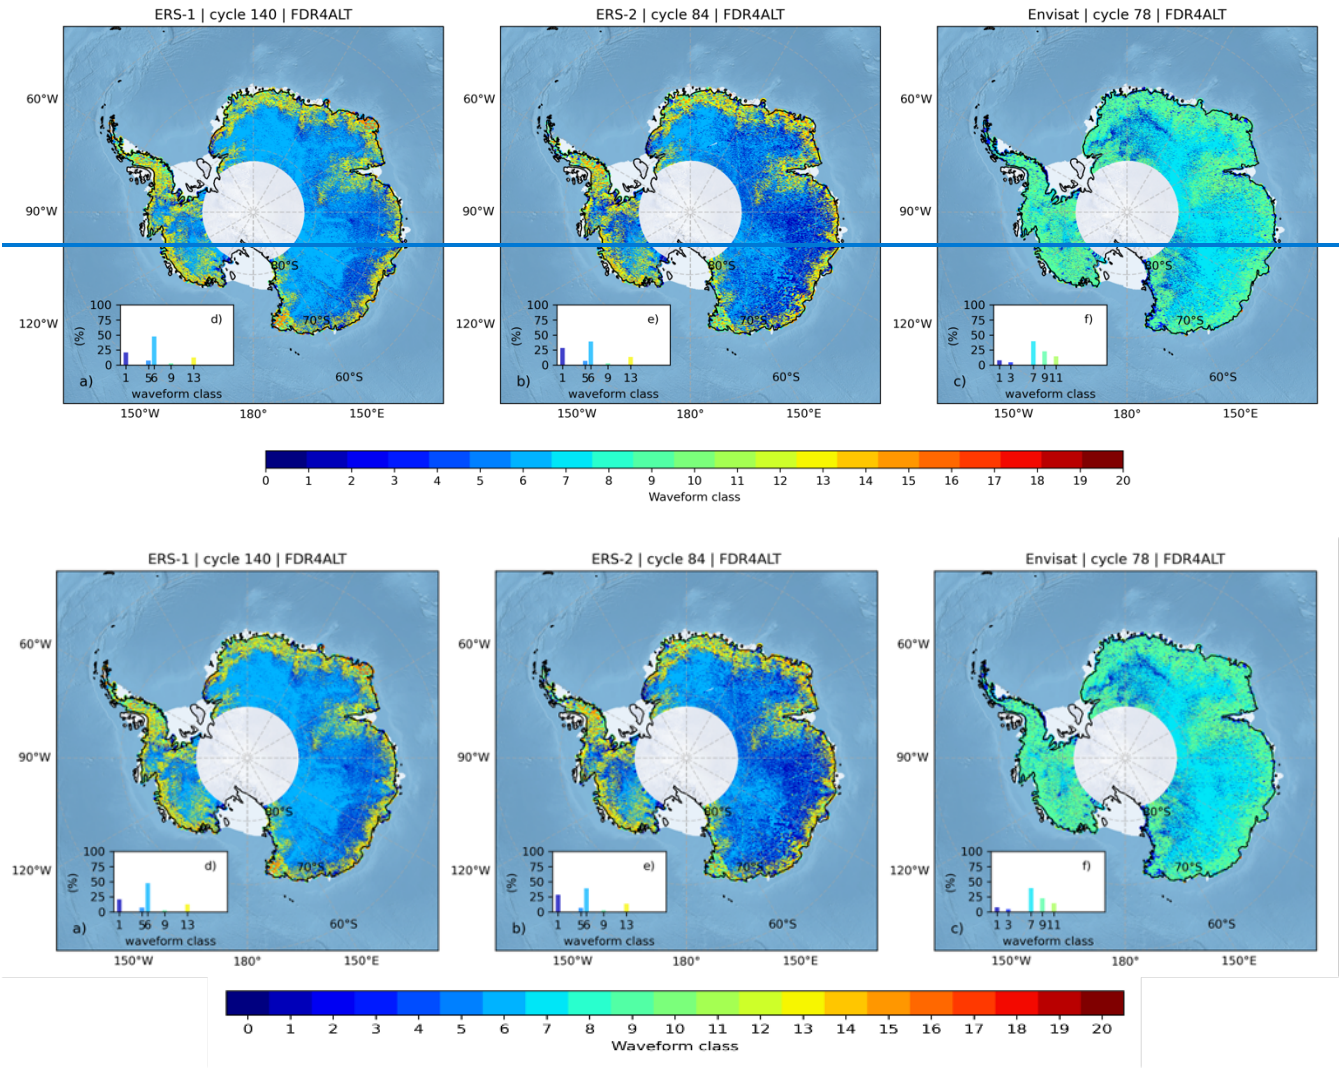 ERS-1 | cycle 140 | FDR4ALT
ERS-2 | cycle 84 | FDR4ALT
Envisat | cycle 78 | FDR4ALT
60°W
60°W
60°W
90°W
90°W
90°W
80°S
80°S
80°S
120°W
120°W
120°W
70°S
70°S
70°S
100
75
50
25
0
(%)
d)
1 56 9 13
waveform class
a)
60°S
100
75
50
25
0
(%)
e)
1 56 9 13
waveform class
b)
60°S
100
75
50
25
0
(%)
f)
1 3 7 911
waveform class
c)
60°S
150°W 180° 150°E
150°W 180° 150°E
150°W 180° 150°E
0 1 2 3 4 5 6 7 8 9 10 11 12 13 14 15 16 17 18 19 20
Waveform class
ERS-1 | cycle 140 | FDR4ALT
ERS-2 | cycle 84 | FDR4ALT
Envisat | cycle 78 | FDR4ALT
60°W
60°W
60°W
90°W
90°W
90°W
80°S
80°S
80°S
120°W
120°W
120°W
70°S
70°S
70°S
100
75
50
25
0
(%)
d)
1 56 9 13
waveform class
a)
60°S
100
75
50
25
0
(%)
e)
1 56 9 13
waveform class
b)
60°S
100
75
50
25
0
(%)
f)
1 3 7 911
waveform class
c)
60°S
150°W 180° 150°E
150°W 180° 150°E
150°W 180° 150°E
0 1 2 3 4 5 6 7 8 9 10 11 12 13 14 15 16 17 18 19 20
Waveform class